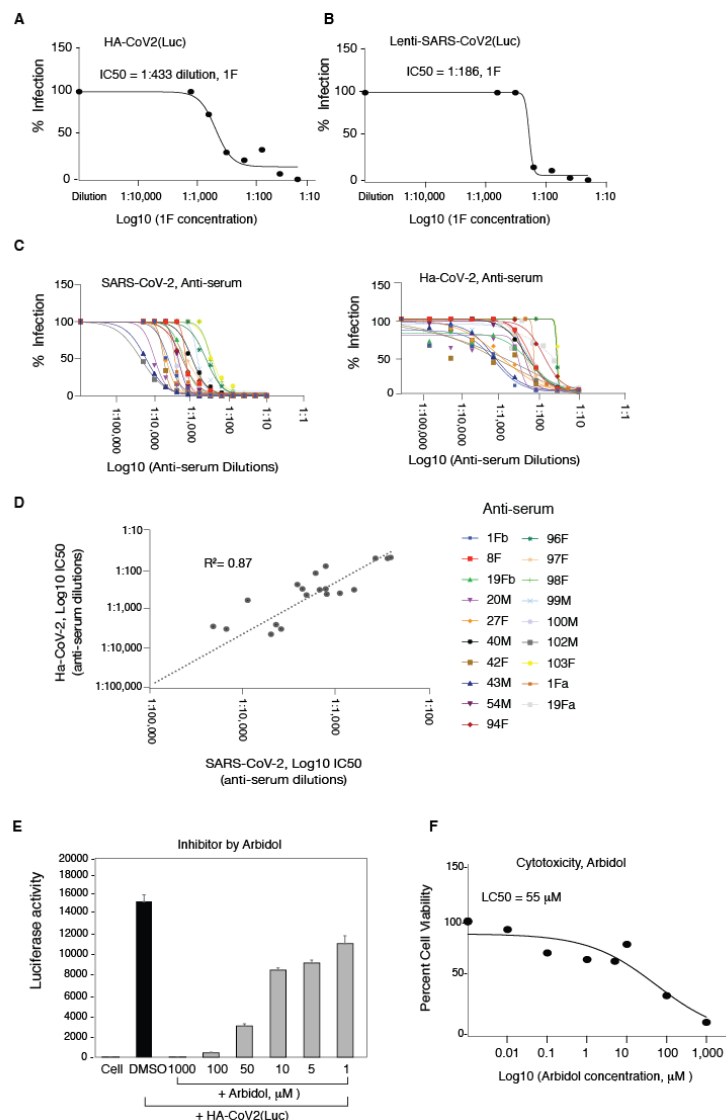 A
HA-CoV2(Luc)
IC50 = 1:433 dilution, 1F
% Infection
150
100
50
0
Dilution 1:10,000 1:1,000 1:100 1:10
Log10 (1F concentration)
B
Lenti-SARS-CoV2(Luc)
IC50 = 1:186, 1F
% Infection
150
100
50
0
Dilution 1:10,000 1:1,000 1:100 1:10
Log10 (1F concentration)
C
SARS-CoV-2, Anti-serum
% Infection
150
100
50
0
1:100,000 1:10,000 1:1,000 1:100 1:10 1:1
Log10 (Anti-serum Dilutions)
Ha-CoV-2, Anti-serum
% Infection
150
100
50
0
1:100,000 1:10,000 1:1,000 1:100 1:10 1:1
Log10 (Anti-serum Dilutions)
D
R²= 0.87
Ha-CoV-2, Log10 IC50
(anti-serum dilutions)
1:10
1:100
1:1,000
1:10,000
1:100,000
1:100,000 1:10,000 1:1,000 1:100
SARS-CoV-2, Log10 IC50
(anti-serum dilutions)
Anti-serum
1Fb
8F
19Fb
20M
27F
40M
42F
43M
54M
94F
96F
97F
98F
99M
100M
102M
103F
1Fa
19Fa
E
Inhibitor by Arbidol
Luciferase activity
20000
18000
16000
14000
12000
10000
8000
6000
4000
2000
0
Cell DMSO 1000 100 50 10 5 1
+ Arbidol, μM )
+ HA-CoV2(Luc)
F
Cytotoxicity, Arbidol
LC50 = 55 μM
Percent Cell Viability
150
100
50
0
0.01 0.1 1 10 100 1,000
Log10 (Arbidol concentration, μM )